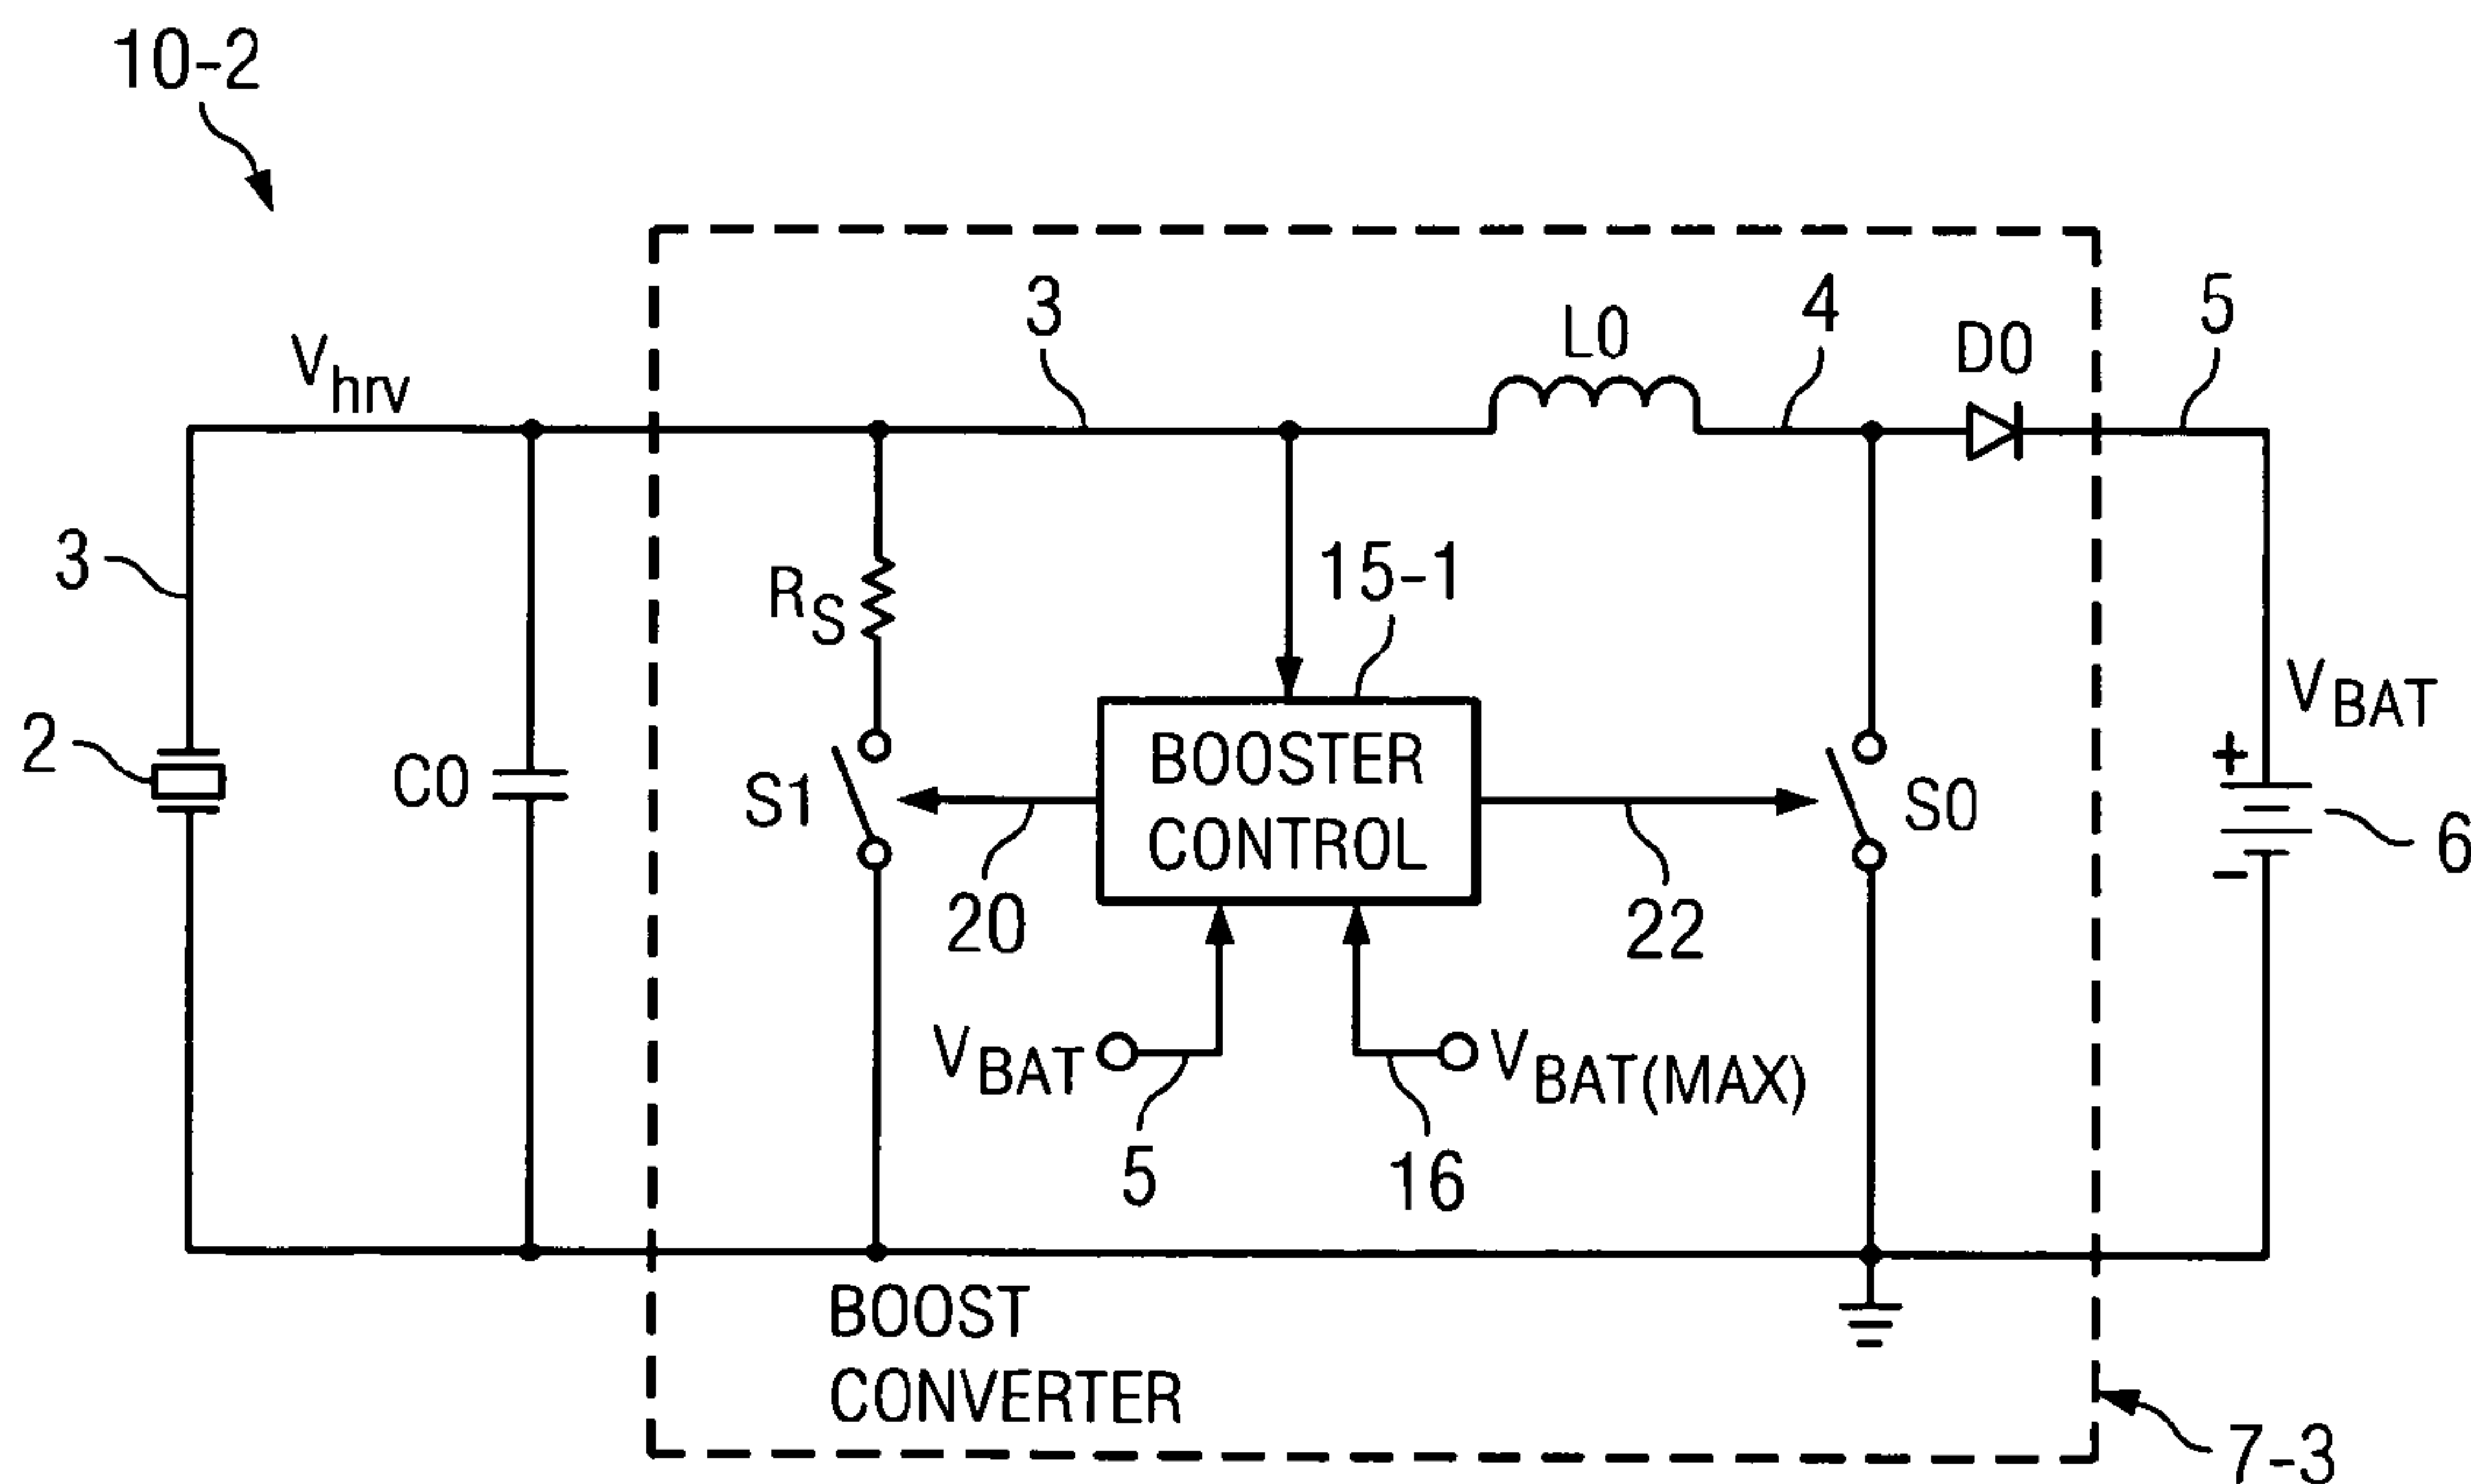 10-2
3
L0
4
D0
5
Vhrv
3
RS
15-1
VBAT
2
C0
S1
BOOSTER
CONTROL
S0
+
6
-
20
22
VBAT
VBAT(MAX)
5
16
BOOST
CONVERTER
7-3